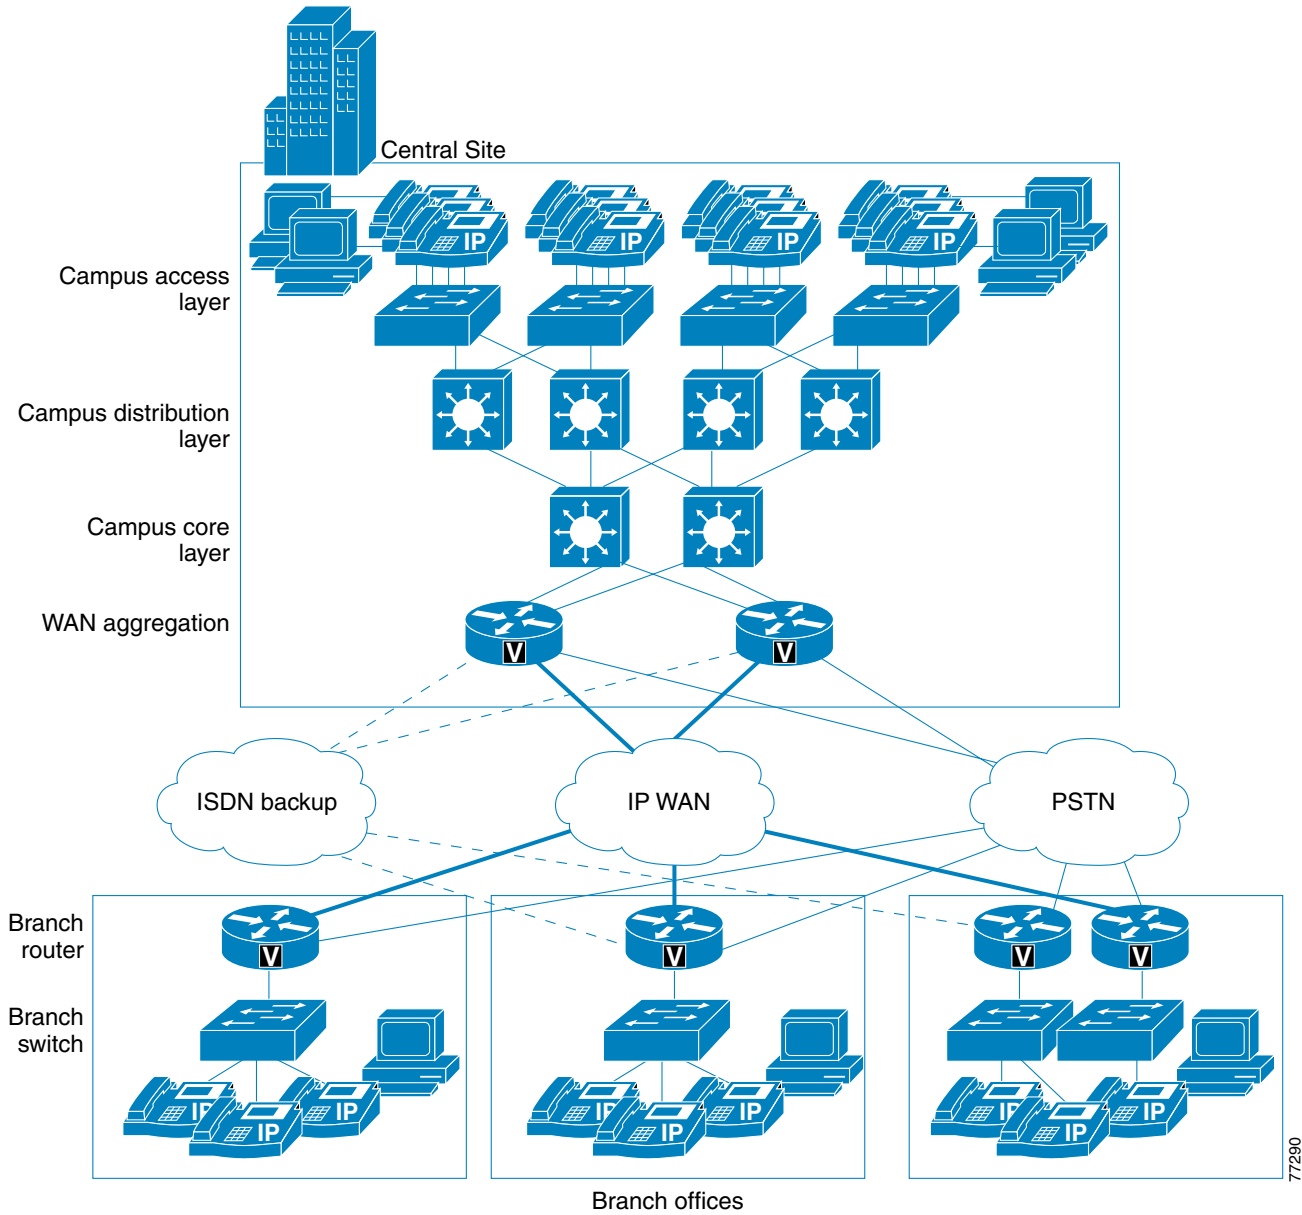 Central Site
IP
IP
IP
IP
Campus access
layer
Campus distribution
layer
Campus core
layer
WAN aggregation
V
V
ISDN backup
IP WAN
PSTN
Branch
router
V
V
V
V
Branch
switch
IP
IP
IP
IP
IP
IP
IP
IP
IP
Branch offices
77290